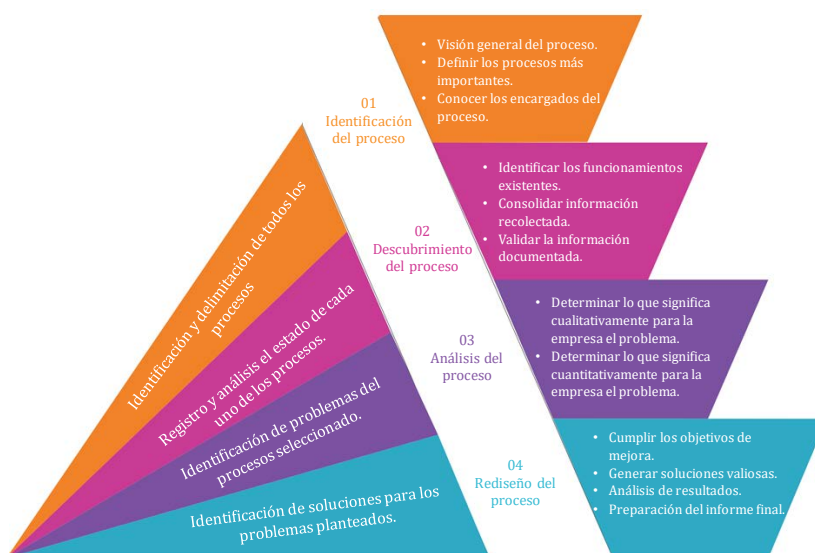 Identificación y delimitación de todos los
procesos
01
Identificación
del proceso
• Visión general del proceso.
• Definir los procesos más
importantes.
• Conocer los encargados del
proceso.
Registro y análisis el estado de cada
uno de los procesos.
02
Descubrimiento
del proceso
• Identificar los funcionamientos
existentes.
• Consolidar información
recolectada.
• Validar la información
documentada.
Identificación de problemas del
procesos seleccionado.
03
Análisis del
proceso
• Determinar lo que significa
cualitativamente para la
empresa el problema.
• Determinar lo que significa
cuantitativamente para la
empresa el problema.
Identificación de soluciones para los
problemas planteados.
04
Rediseño del
proceso
• Cumplir los objetivos de
mejora.
• Generar soluciones valiosas.
• Análisis de resultados.
• Preparación del informe final.